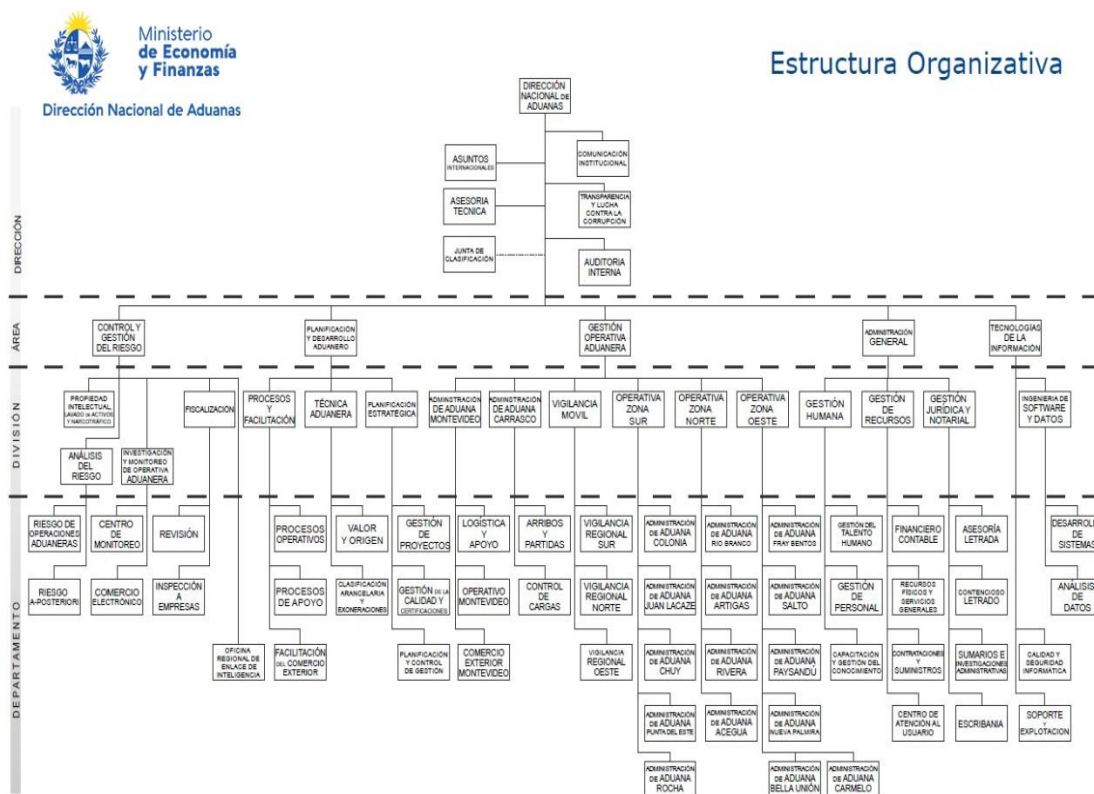 Ministerio
de Economía
y Finanzas
Dirección Nacional de Aduanas
Estructura Organizativa
DIRECCIÓN
NACIONAL DE
ADUANAS
ASUNTOS
INTERNACIONALES
COMUNICACIÓN
INSTITUCIONAL
ASESORIA
TECNICA
TRANSPARENCIA
Y LUCHA
CONTRA LA
CORRUPCIÓN
JUNTA DE
CLASIFICACIÓN
AUDITORIA
INTERNA
DIRECCIÓN
ÁREA
CONTROL Y
GESTIÓN
DEL RIESGO
PLANIFICACIÓN
Y DESARROLLO
ADUANERO
GESTIÓN
OPERATIVA
ADUANERA
ADMINISTRACIÓN
GENERAL
TECNOLOGÍAS
DE LA
INFORMACIÓN
DIVISIÓN
PROPIEDAD
INTELECTUAL,
LAVADO DE ACTIVOS
Y NARCOTRÁFICO
FISCALIZACIÓN
PROCESOS
Y
FACILITACIÓN
TÉCNICA
ADUANERA
PLANIFICACIÓN
ESTRATÉGICA
ADMINISTRACIÓN
DE ADUANA
MONTEVIDEO
ADMINISTRACIÓN
DE ADUANA
CARRASCO
VIGILANCIA
MOVIL
OPERATIVA
ZONA
SUR
OPERATIVA
ZONA
NORTE
OPERATIVA
ZONA
OESTE
GESTIÓN
HUMANA
GESTIÓN
DE
RECURSOS
GESTIÓN
JURÍDICA Y
NOTARIAL
INGENIERIA DE
SOFTWARE
Y DATOS
ANÁLISIS
DEL
RIESGO
INVESTIGACIÓN
Y MONITOREO
DE OPERATIVA
ADUANERA
DEPARTAMENTO
RIESGO DE
OPERACIONES
ADUANERAS
CENTRO
DE
MONITOREO
REVISIÓN
PROCESOS
OPERATIVOS
VALOR
Y ORIGEN
GESTIÓN
DE
PROYECTOS
LOGÍSTICA
Y
APOYO
ARRIBOS
Y
PARTIDAS
VIGILANCIA
REGIONAL
SUR
ADMINISTRACIÓN
DE ADUANA
COLONIA
ADMINISTRACIÓN
DE ADUANA
RIO BRANCO
ADMINISTRACIÓN
DE ADUANA
FRAY BENTOS
GESTIÓN DEL
TALENTO
HUMANO
FINANCIERO
CONTABLE
ASESORÍA
LETRADA
DESARROLLO
DE
SISTEMAS
RIESGO
A-POSTERIORI
COMERCIO
ELECTRÓNICO
INSPECCIÓN
A
EMPRESAS
PROCESOS
DE APOYO
CLASIFICACIÓN
ARANCELARIA
Y
EXONERACIONES
GESTIÓN DE LA
CALIDAD Y
CERTIFICACIONES
OPERATIVO
MONTEVIDEO
CONTROL
DE
CARGAS
VIGILANCIA
REGIONAL
NORTE
ADMINISTRACIÓN
DE ADUANA
JUAN LACAZE
ADMINISTRACIÓN
DE ADUANA
ARTIGAS
ADMINISTRACIÓN
DE ADUANA
SALTO
GESTIÓN
DE
PERSONAL
RECURSOS
FÍSICOS Y
SERVICIOS
GENERALES
CONTENCIOSO
LETRADO
ANÁLISIS
DE
DATOS
OFICINA
REGIONAL DE
ENLACE DE
INTELIGENCIA
FACILITACIÓN
DEL COMERCIO
EXTERIOR
PLANIFICACIÓN
Y CONTROL
DE GESTIÓN
COMERCIO
EXTERIOR
MONTEVIDEO
VIGILANCIA
REGIONAL
OESTE
ADMINISTRACIÓN
DE ADUANA
CHUY
ADMINISTRACIÓN
DE ADUANA
RIVERA
ADMINISTRACIÓN
DE ADUANA
PAYSANDÚ
CAPACITACIÓN
Y GESTIÓN DEL
CONOCIMIENTO
CONTRATACIONES
Y
SUMINISTROS
SUMARIOS E
INVESTIGACIONES
ADMINISTRATIVAS
CALIDAD Y
SEGURIDAD
INFORMATICA
ADMINISTRACIÓN
DE ADUANA
PUNTA DEL ESTE
ADMINISTRACIÓN
DE ADUANA
ACEGUA
ADMINISTRACIÓN
DE ADUANA
NUEVA PALMIRA
CENTRO DE
ATENCIÓN AL
USUARIO
ESCRIBANIA
SOPORTE
Y
EXPLOTACION
ADMINISTRACIÓN
DE ADUANA
ROCHA
ADMINISTRACIÓN
DE ADUANA
BELLA UNIÓN
ADMINISTRACIÓN
DE ADUANA
CARMELO